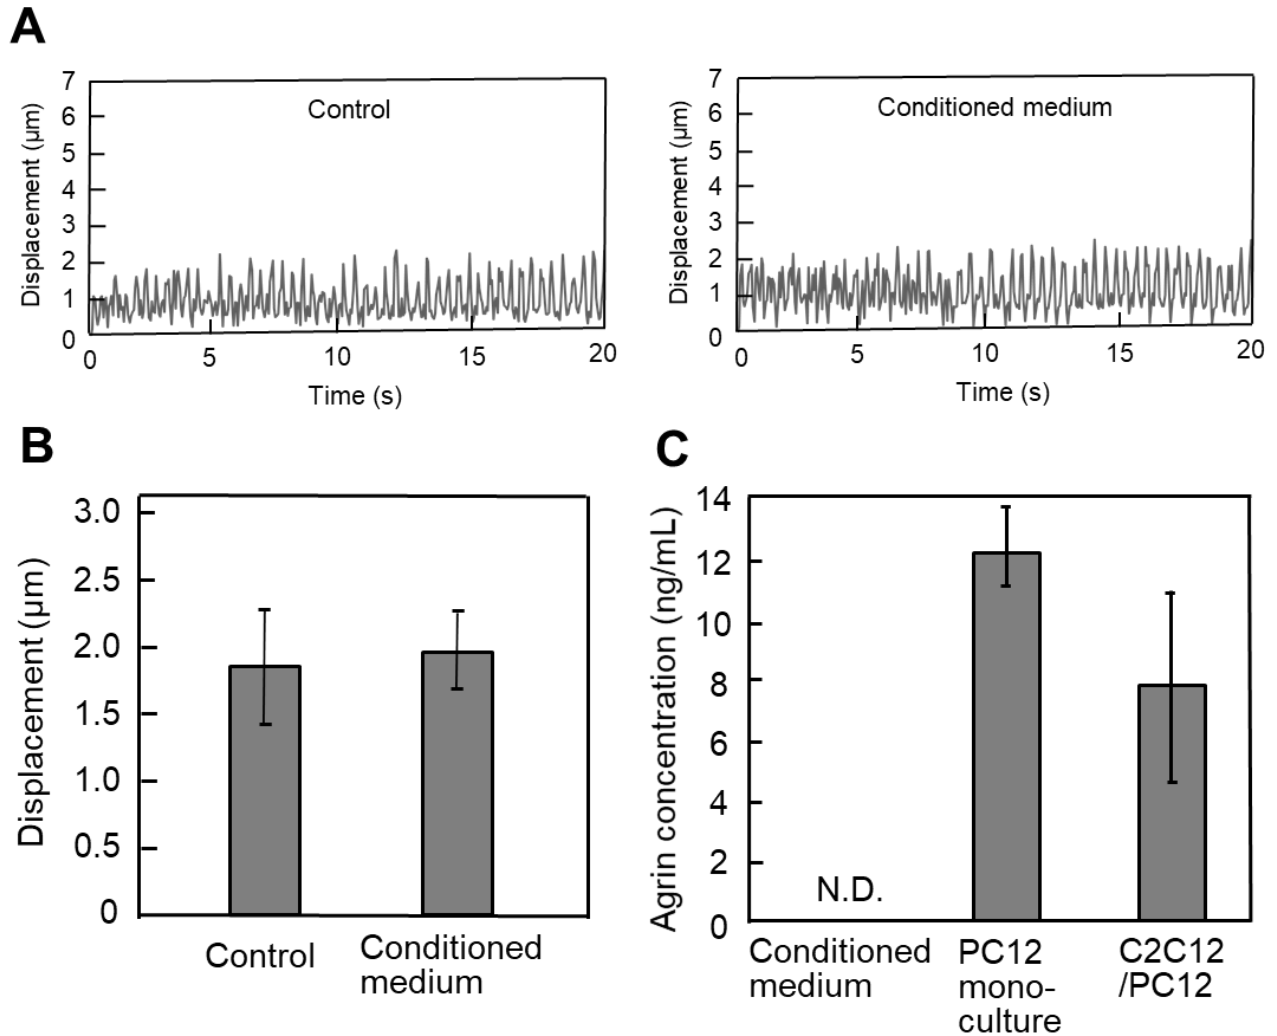 A
Control
Displacement (µm)
7
6
5
4
3
2
1
0
0 5 10 15 20
Time (s)
Conditioned medium
Displacement (µm)
7
6
5
4
3
2
1
0
0 5 10 15 20
Time (s)
B
Displacement (µm)
3.0
2.5
2.0
1.5
1.0
0.5
0
Control
Conditioned
medium
C
Agrin concentration (ng/mL)
14
12
10
8
6
4
2
0
N.D.
Conditioned
medium
PC12
mono-
culture
C2C12
/PC12